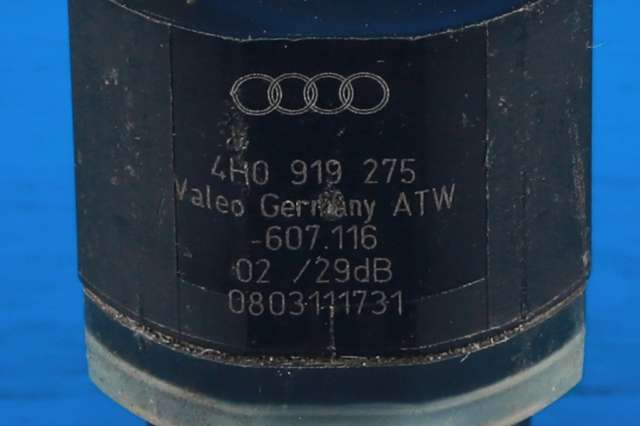 4H0 919 275
Valeo Germany ATW
-607.116
02 /29dB
0803111731